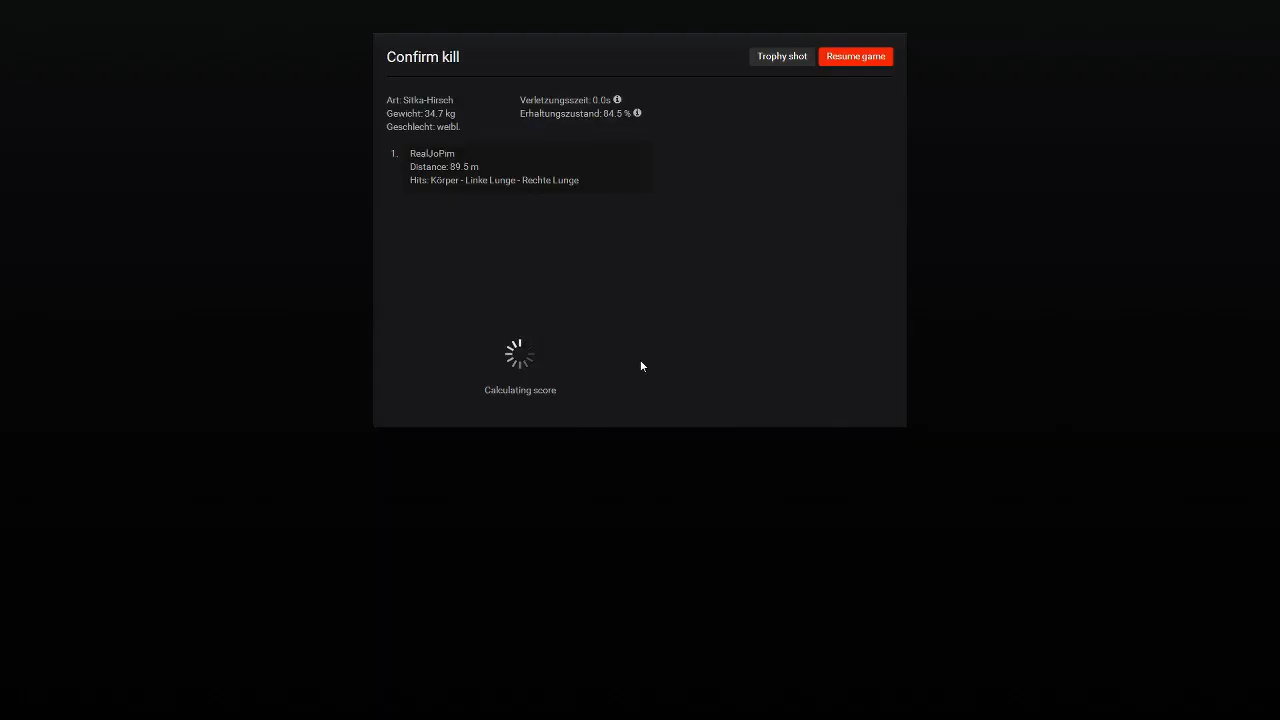 Confirm kill
Trophy shot
Resume game
Art: Sitka-Hirsch
Gewicht: 34.7 kg
Geschlecht: weibl.
Verletzungsszeit: 0.0s
Erhaltungszustand: 84.5 %
1. RealJoPim
Distance: 89.5 m
Hits: Körper - Linke Lunge - Rechte Lunge
Calculating score